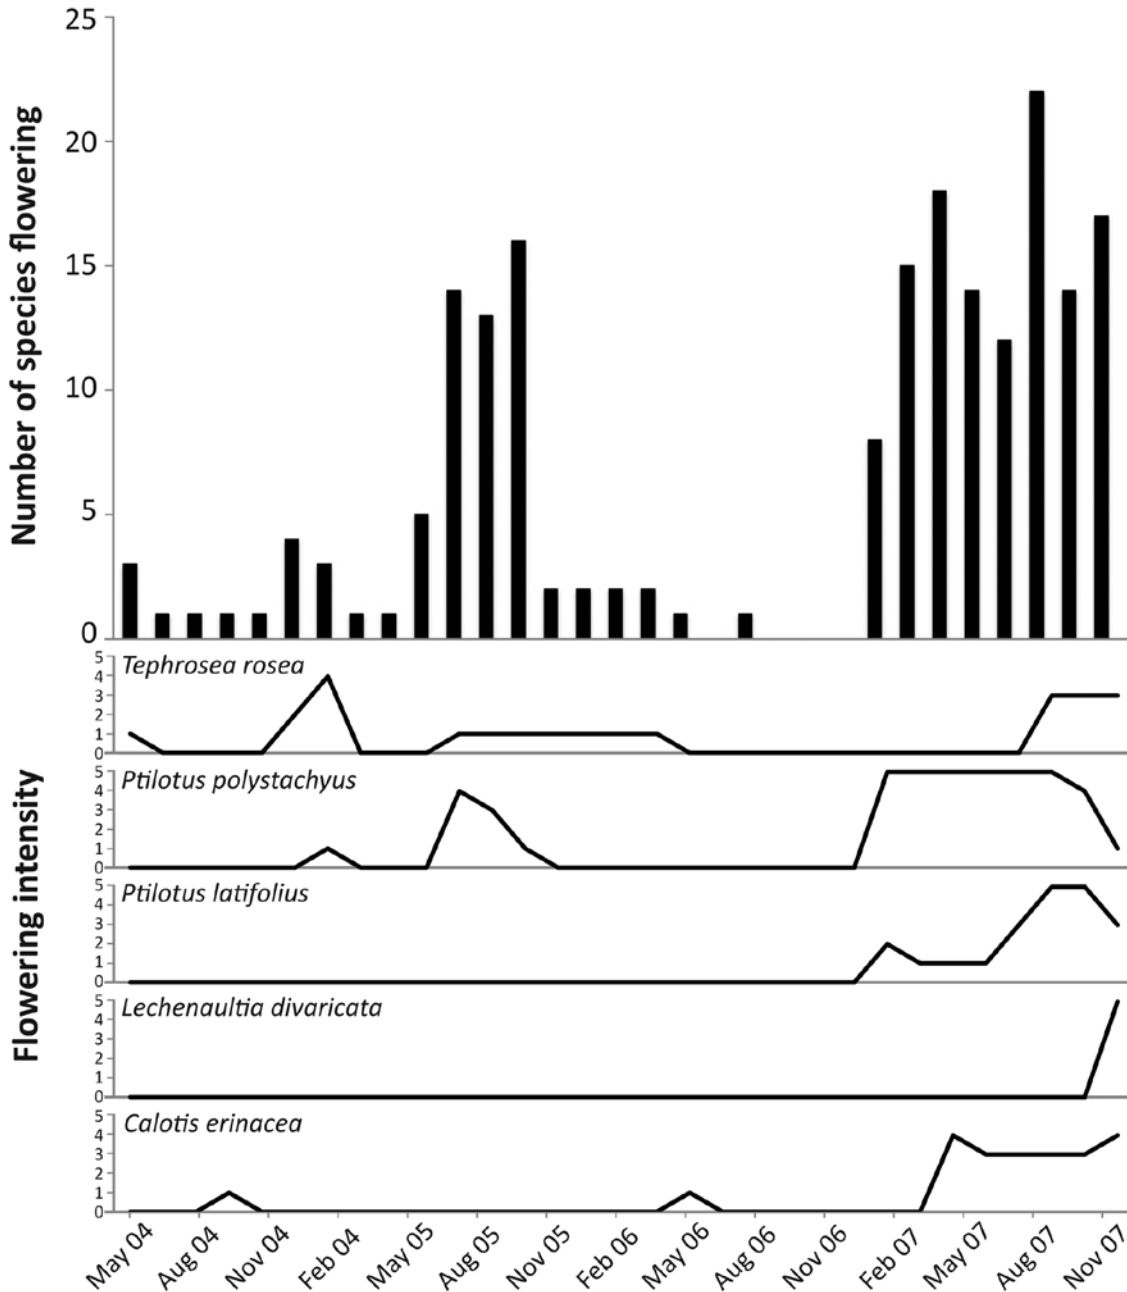 Number of species flowering
25
20
15
10
5
0
Flowering intensity
5
4
3
2
1
0
Tephrosea rosea
5
4
3
2
1
0
Ptilotus polystachyus
5
4
3
2
1
0
Ptilotus latifolius
5
4
3
2
1
0
Lechenaultia divaricata
5
4
3
2
1
0
Calotis erinacea
May 04
Aug 04
Nov 04
Feb 04
May 05
Aug 05
Nov 05
Feb 06
May 06
Aug 06
Nov 06
Feb 07
May 07
Aug 07
Nov 07